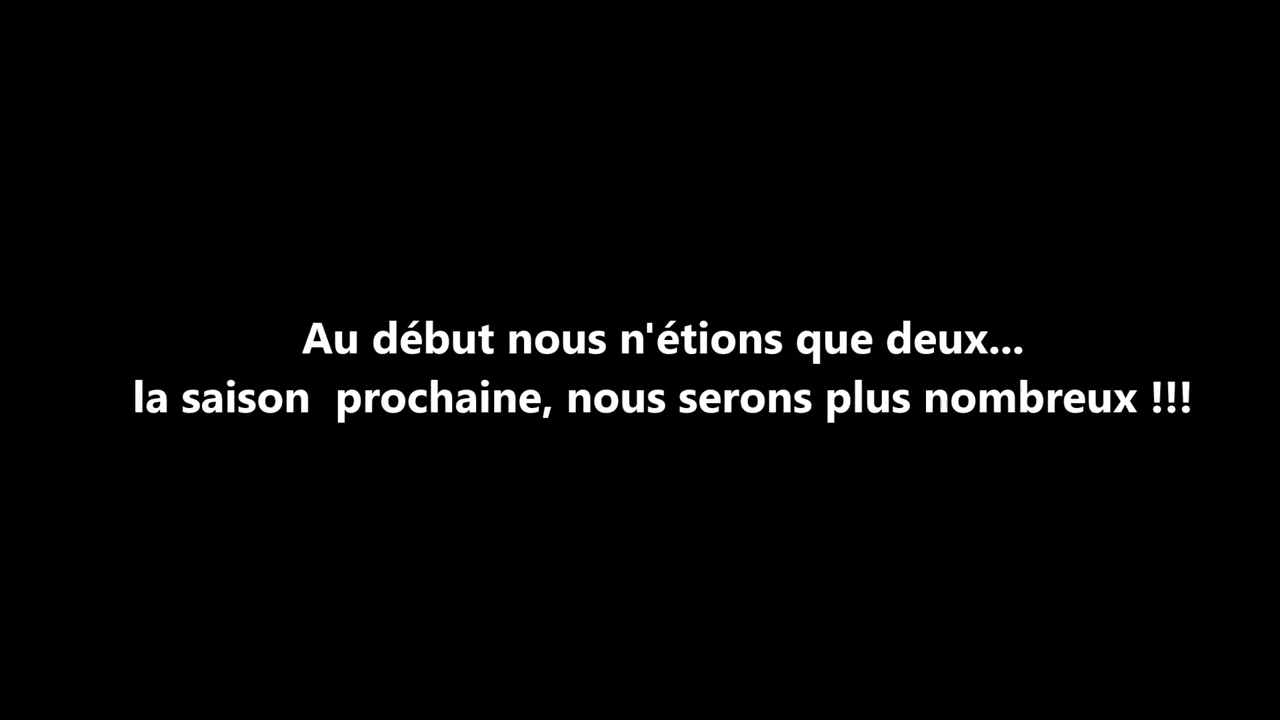 Au début nous n'étions que deux...
la saison  prochaine, nous serons plus nombreux !!!